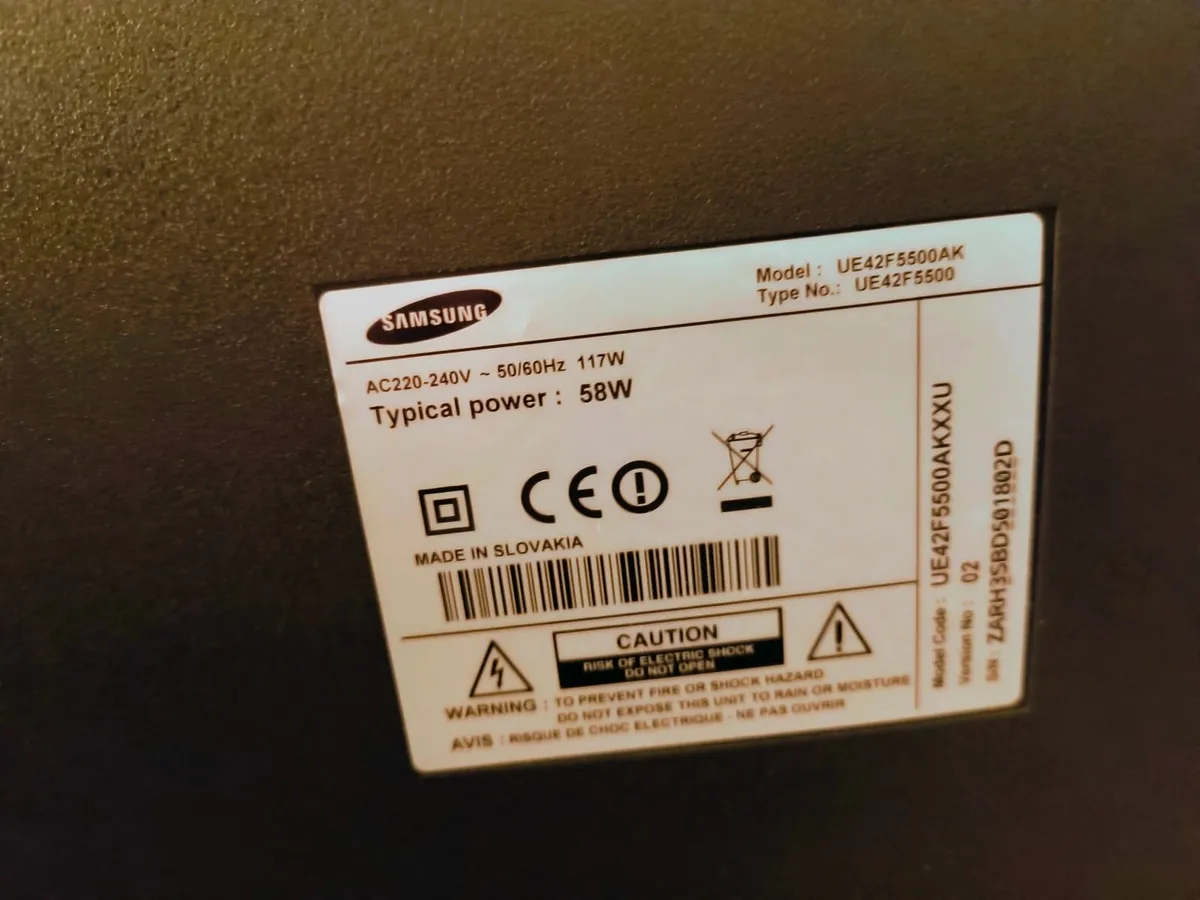 SAMSUNG
Model : UE42F5500AK
Type No.: UE42F5500
AC220-240V ~ 50/60Hz 117W
Typical power : 58W
CE
MADE IN SLOVAKIA
CAUTION
RISK OF ELECTRIC SHOCK
DO NOT OPEN
WARNING : TO PREVENT FIRE OR SHOCK HAZARD
DO NOT EXPOSE THIS UNIT TO RAIN OR MOISTURE
AVIS : RISQUE DE CHOC ELECTRIQUE - NE PAS OUVRIR
Model Code : UE42F5500AKXXU
Version No : 02
S/N : ZARH3SBD501802D